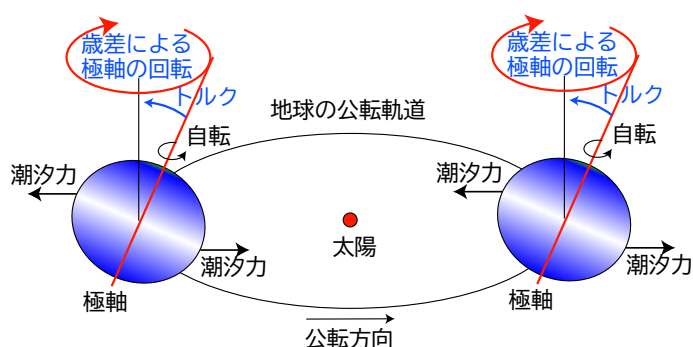 歳差による
極軸の回転
トルク
自転
潮汐力
潮汐力
極軸
地球の公転軌道
太陽
公転方向
歳差による
極軸の回転
トルク
自転
潮汐力
潮汐力
極軸